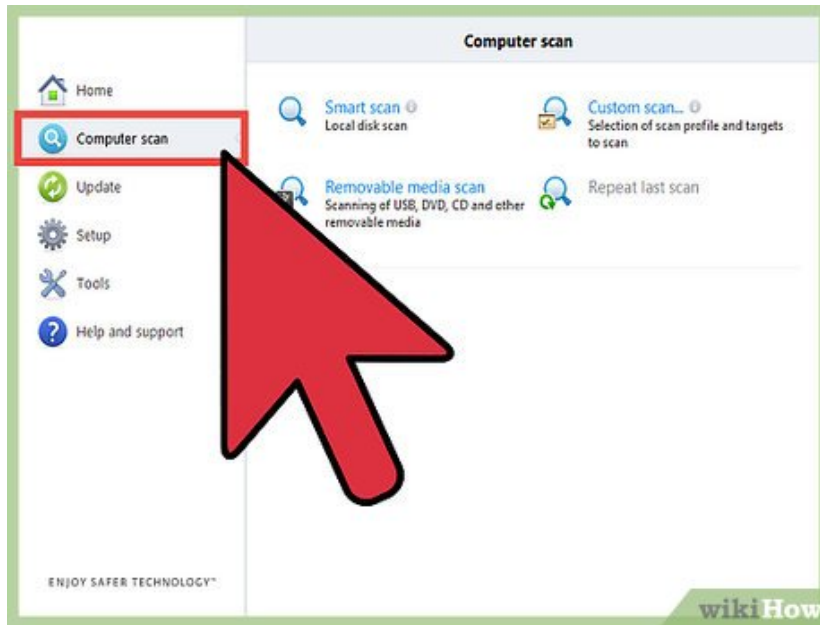 Computer scan
Home
Computer scan
Update
Setup
Tools
Help and support
Smart scan
Local disk scan
Custom scan...
Selection of scan profile and targets
to scan
Removable media scan
Scanning of USB, DVD, CD and other
removable media
Repeat last scan
ENJOY SAFER TECHNOLOGY™
wikiHow